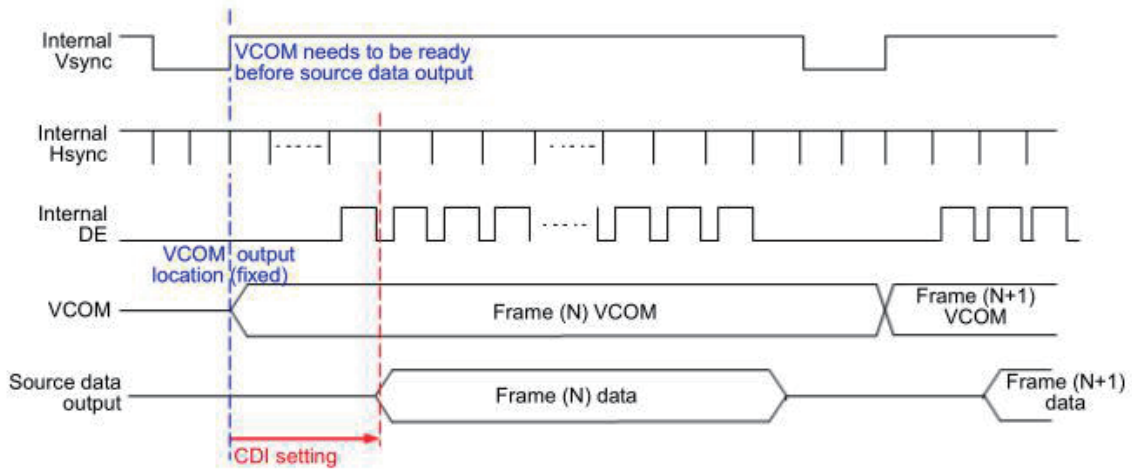 Internal
Vsync
VCOM needs to be ready
before source data output
Internal
Hsync
Internal
DE
VCOM output
location (fixed)
VCOM
Frame (N) VCOM
Frame (N+1)
VCOM
Source data
output
Frame (N) data
Frame (N+1)
data
CDI setting